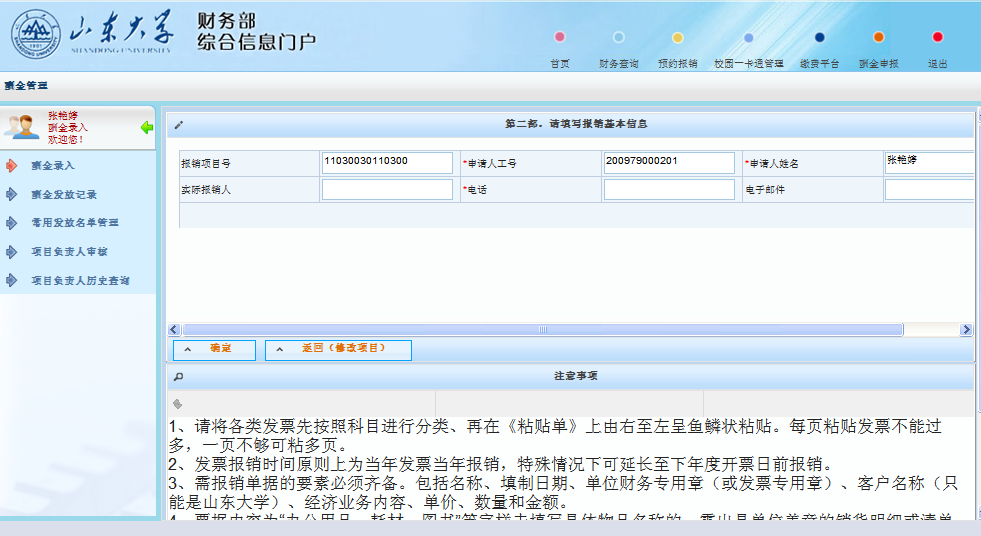 山东大学
SHANDONG UNIVERSITY
1901
财务部
综合信息门户
首页 财务查询 预约报销 校园一卡通管理 缴费平台 酬金申报 退出
酬金管理
张艳婷
酬金录入
欢迎您!
酬金录入
酬金发放记录
常用发放名单管理
项目负责人审核
项目负责人历史查询
第二部。请填写报销基本信息
报销项目号 11030030110300 *申请人工号 200979000201 *申请人姓名 张艳婷
实际报销人 *电话 电子邮件
确定 返回(修改项目)
注意事项
1、请将各类发票先按照科目进行分类、再在《粘贴单》上由右至左呈鱼鳞状粘贴。每页粘贴发票不能过
多，一页不够可粘多页。
2、发票报销时间原则上为当年发票当年报销，特殊情况下可延长至下年度开票日前报销。
3、需报销单据的要素必须齐备。包括名称、填制日期、单位财务专用章（或发票专用章）、客户名称（只
能是山东大学）、经济业务内容、单价、数量和金额。
4、票据内容为“办公用品、耗材、图书”等字样未填写具体物品名称的，需出具单位盖章的销货明细或清单